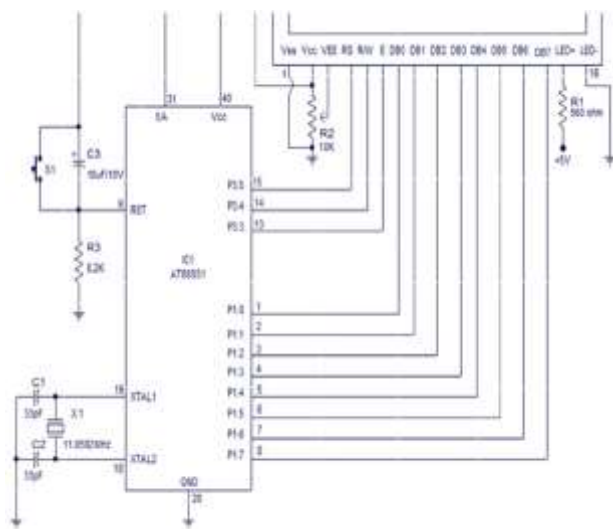 Vss Vcc VEE RS R/W E DB0 DB1 DB2 DB3 DB4 DB5 DB6 DB7 LED+ LED-
1 16
31 40
EA Vcc
R1
560 ohm
R2
10K
+5V
C3
10uF/10V
S1
P3.5 15
P3.4 14
P3.3 13
9 RET
R3
8.2K
IC1
AT89S51
P1.0 1
P1.1 2
P1.2 3
P1.3 4
P1.4 5
P1.5 6
P1.6 7
P1.7 8
C1
33pF
19 XTAL1
X1
11.0592MHz
C2
33pF
18 XTAL2
GND
20